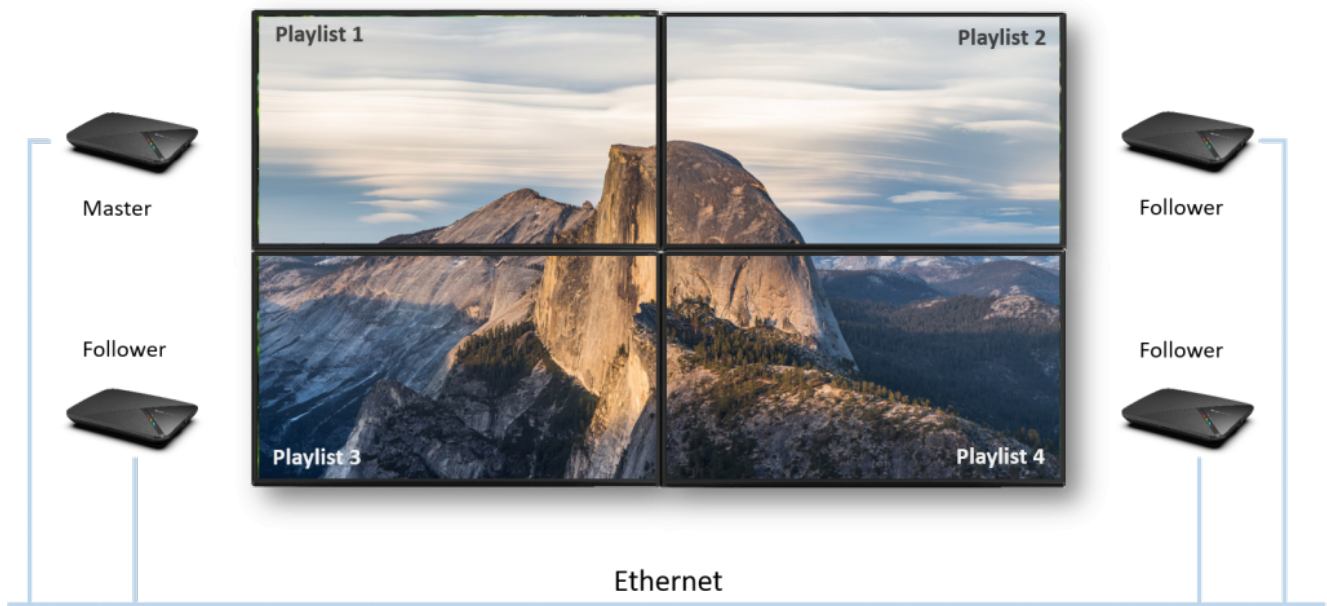 Playlist 1
Playlist 2
Master
Follower
Follower
Follower
Playlist 3
Playlist 4
Ethernet